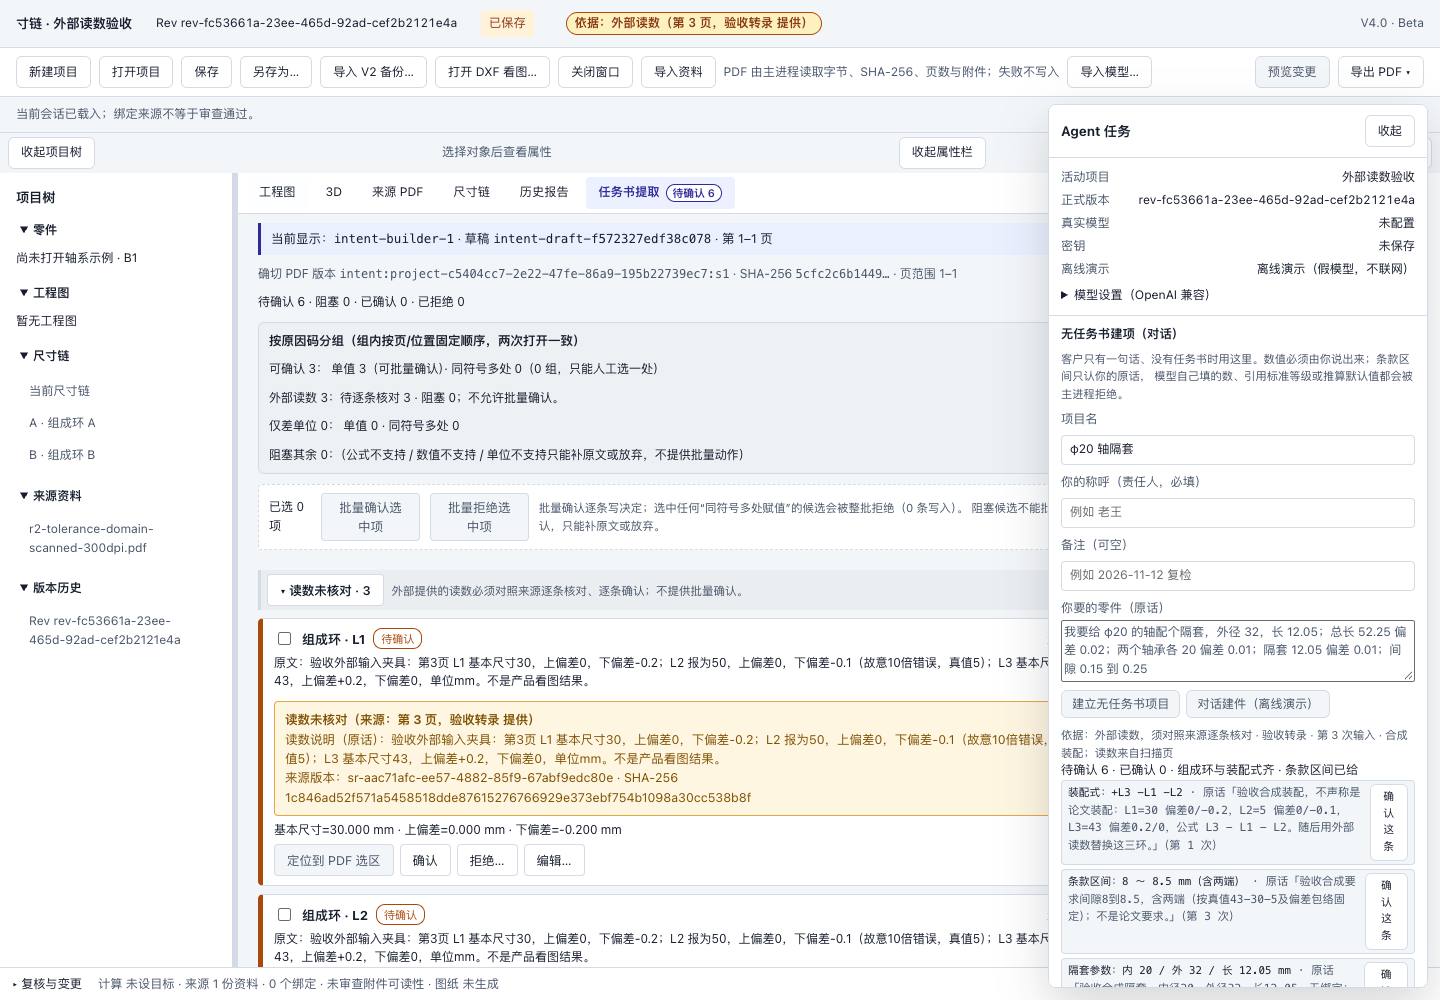 寸链 · 外部读数验收
Rev rev-fc53661a-23ee-465d-92ad-cef2b2121e4a
已保存
依据：外部读数（第 3 页，验收转录 提供）
V4.0 · Beta
新建项目
打开项目
保存
另存为...
导入 V2 备份...
打开 DXF 看图...
关闭窗口
导入资料
PDF 由主进程读取字节、SHA-256、页数与附件；失败不写入
导入模型...
预览变更
导出 PDF ▾
当前会话已载入；绑定来源不等于审查通过。
收起项目树
选择对象后查看属性
收起属性栏
项目树
▼ 零件
尚未打开轴系示例 · B1
▼ 工程图
暂无工程图
▼ 尺寸链
当前尺寸链
A · 组成环 A
B · 组成环 B
▼ 来源资料
r2-tolerance-domain-
scanned-300dpi.pdf
▼ 版本历史
Rev rev-fc53661a-23ee-
465d-92ad-cef2b2121e4a
工程图
3D
来源 PDF
尺寸链
历史报告
任务书提取
待确认 6
当前显示：intent-builder-1 · 草稿 intent-draft-f572327edf38c078 · 第 1–1 页
确切 PDF 版本 intent:project-c5404cc7-2e22-47fe-86a9-195b22739ec7:s1 · SHA-256 5cfc2c6b1449… · 页范围 1–1
待确认 6 · 阻塞 0 · 已确认 0 · 已拒绝 0
按原因码分组（组内按页/位置固定顺序，两次打开一致）
可确认 3： 单值 3（可批量确认）· 同符号多处 0（0 组，只能人工选一处）
外部读数 3：待逐条核对 3 · 阻塞 0；不允许批量确认。
仅差单位 0： 单值 0 · 同符号多处 0
阻塞其余 0：（公式不支持 / 数值不支持 / 单位不支持只能补原文或放弃，不提供批量动作）
已选 0
项
批量确认选
中项
批量拒绝选
中项
批量确认逐条写决定；选中任何“同符号多处赋值”的候选会被整批拒绝（0 条写入）。阻塞候选不能批
认，只能补原文或放弃。
▾ 读数未核对 · 3
外部提供的读数必须对照来源逐条核对、逐条确认；不提供批量确认。
组成环 · L1
待确认
原文：验收外部输入夹具：第3页 L1 基本尺寸30，上偏差0，下偏差-0.2；L2 报为50，上偏差0，下偏差-0.1（故意10倍错误，真值5）；L3 基本尺
43，上偏差+0.2，下偏差0，单位mm。不是产品看图结果。
读数未核对（来源：第 3 页，验收转录 提供）
读数说明（原话）：验收外部输入夹具：第3页 L1 基本尺寸30，上偏差0，下偏差-0.2；L2 报为50，上偏差0，下偏差-0.1（故意10倍错误，
值5）；L3 基本尺寸43，上偏差+0.2，下偏差0，单位mm。不是产品看图结果。
来源版本：sr-aac71afc-ee57-4882-85f9-67abf9edc80e · SHA-256
1c846ad52f571a5458518dde87615276766929e373ebf754b1098a30cc538b8f
基本尺寸=30.000 mm · 上偏差=0.000 mm · 下偏差=-0.200 mm
定位到 PDF 选区
确认
拒绝...
编辑...
组成环 · L2
待确认
原文：验收外部输入夹具：第3页 L1 基本尺寸30，上偏差0，下偏差-0.2；L2 报为50，上偏差0，下偏差-0.1（故意10倍错误，真值5）；L3 基本尺
43，上偏差+0.2，下偏差0，单位mm。不是产品看图结果。
Agent 任务
收起
活动项目
外部读数验收
正式版本
rev-fc53661a-23ee-465d-92ad-cef2b2121e4a
真实模型
未配置
密钥
未保存
离线演示
离线演示（假模型，不联网）
▶ 模型设置（OpenAI 兼容）
无任务书建项（对话）
客户只有一句话、没有任务书时用这里。数值必须由你说出来；条款区
间只认你的原话， 模型自己填的数、引用标准等级或推算默认值都会被
主进程拒绝。
项目名
φ20 轴隔套
你的称呼（责任人，必填）
例如 老王
备注（可空）
例如 2026-11-12 复检
你要的零件（原话）
我要给 φ20 的轴配个隔套，外径 32，长 12.05；总长 52.25 偏
差 0.02；两个轴承各 20 偏差 0.01；隔套 12.05 偏差 0.01；间
隙 0.15 到 0.25
建立无任务书项目
对话建件（离线演示）
依据：外部读数，须对照来源逐条核对 · 验收转录 · 第 3 次输入 · 合成
装配；读数来自扫描页
待确认 6 · 已确认 0 · 组成环与装配式齐 · 条款区间已给
装配式：+L3 −L1 −L2 · 原话「验收合成装配，不声称是
论文装配：L1=30 偏差0/−0.2，L2=5 偏差0/−0.1，
L3=43 偏差0.2/0，公式 L3 − L1 − L2。随后用外部
读数替换这三环。」（第 1 次）
确
认
这
条
条款区间：8 ～ 8.5 mm（含两端） · 原话「验收合成要
求间隙8到8.5，含两端（按真值43−30−5及偏差包络固
定）；不是论文要求。」（第 3 次）
确
认
这
条
隔套参数：内 20 / 外 32 / 长 12.05 mm · 原话
确
▸ 复核与变更
计算 未设目标 · 来源 1 份资料 · 0 个绑定 · 未审查附件可读性 · 图纸 未生成